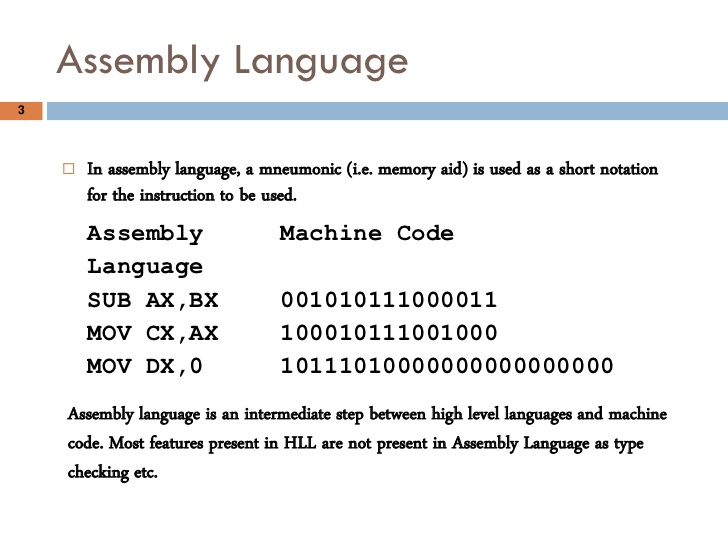 Assembly Language
3
In assembly language, a mneumonic (i.e. memory aid) is used as a short notation
for the instruction to be used.
Assembly Machine Code
Language
SUB AX,BX 001010111000011
MOV CX,AX 100010111001000
MOV DX,0 10111010000000000000000
Assembly language is an intermediate step between high level languages and machine
code. Most features present in HLL are not present in Assembly Language as type
checking etc.